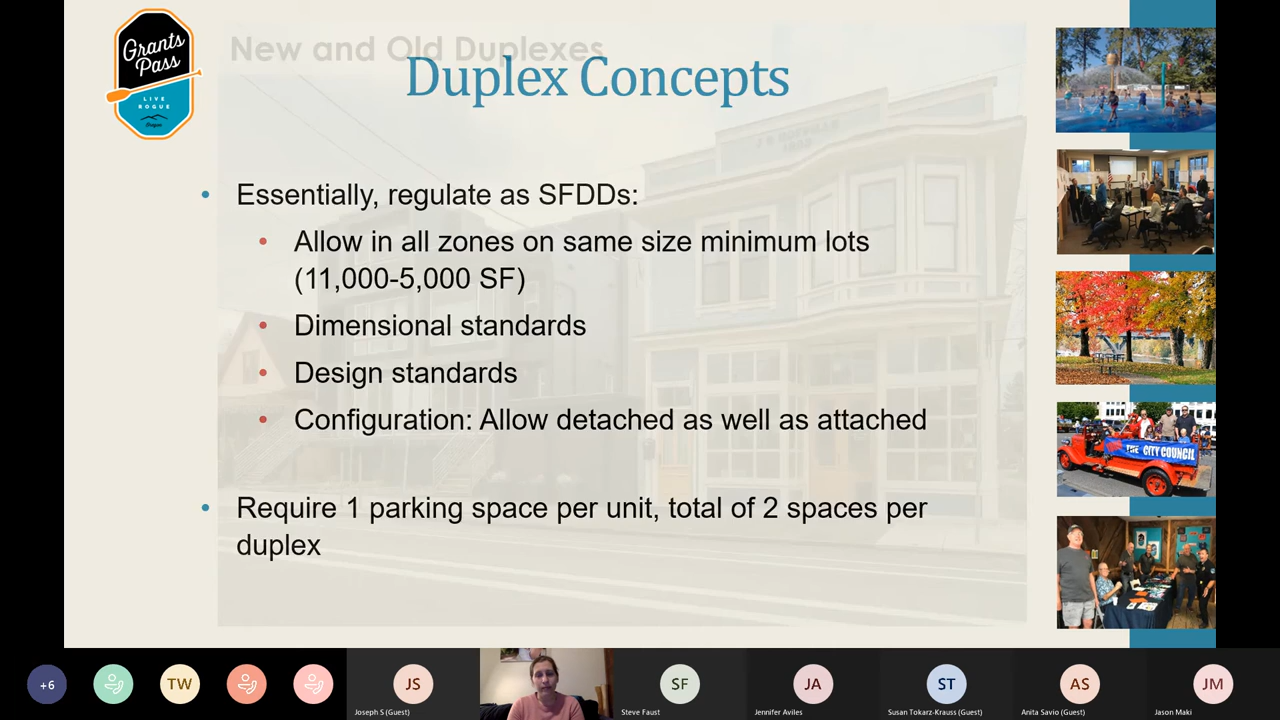 Grants
Pass
LIVE
ROGUE
Oregon
New and Old Duplexes
Duplex Concepts
• Essentially, regulate as SFDDs:
• Allow in all zones on same size minimum lots
(11,000-5,000 SF)
• Dimensional standards
• Design standards
• Configuration: Allow detached as well as attached
• Require 1 parking space per unit, total of 2 spaces per
duplex
THE CITY COUNCIL
+6
TW
JS
Joseph S (Guest)
SF
Steve Faust
JA
Jennifer Aviles
ST
Susan Tokarz-Krauss (Guest)
AS
Anita Savio (Guest)
JM
Jason Maki